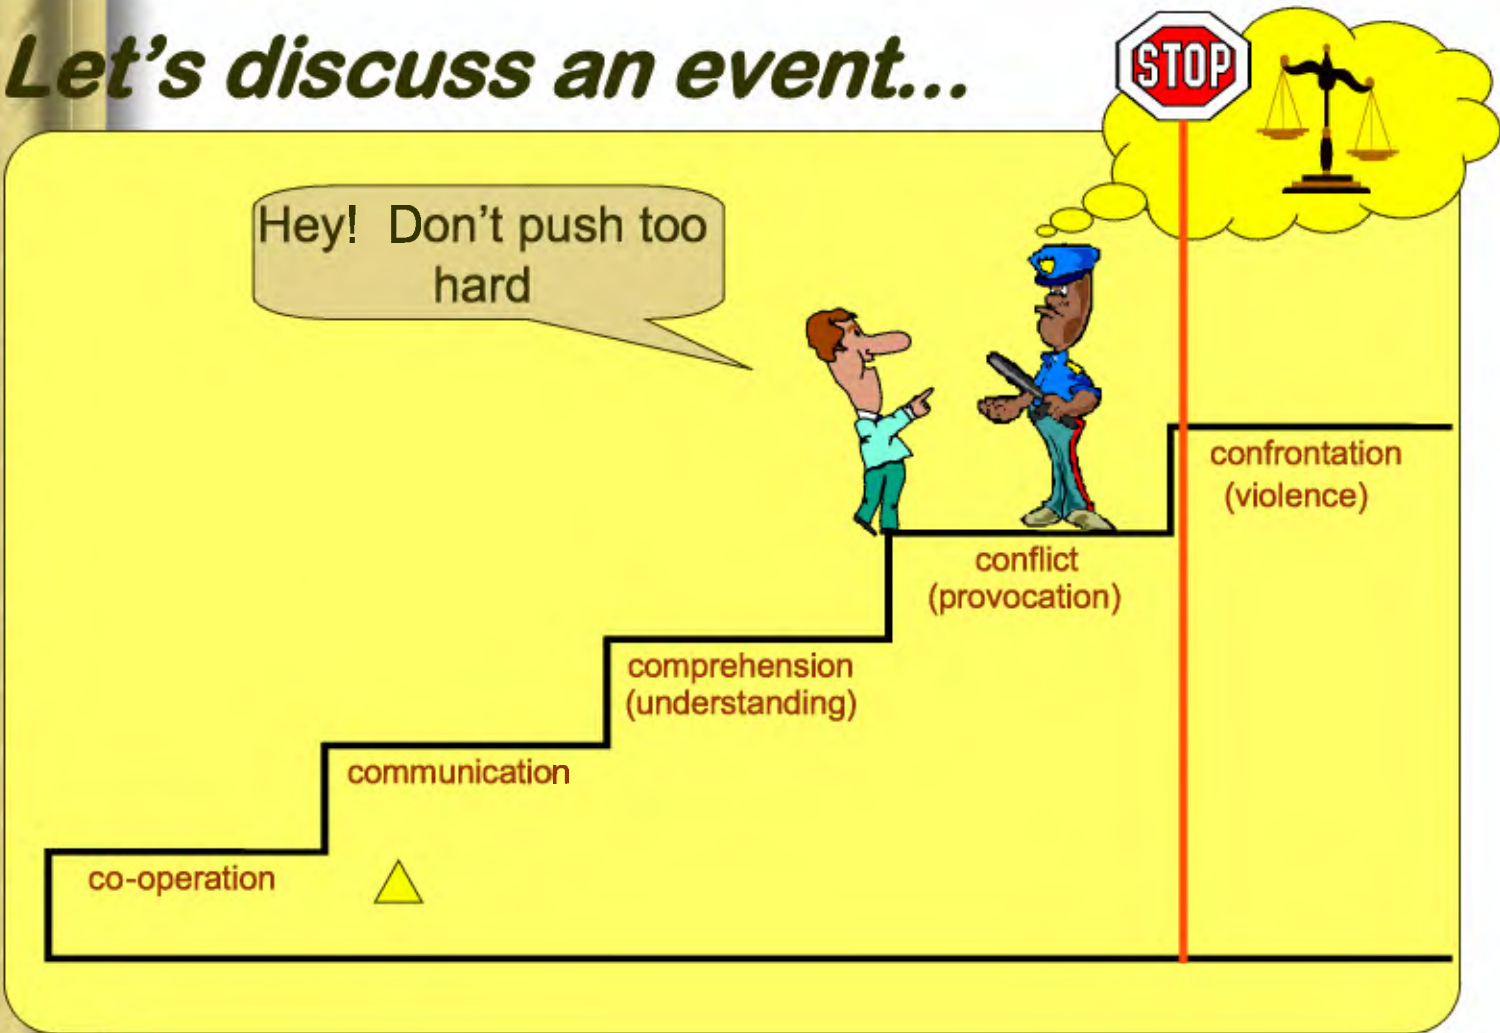 Let's discuss an event...
STOP
Hey! Don't push too
hard
confrontation
(violence)
conflict
(provocation)
comprehension
(understanding)
communication
co-operation